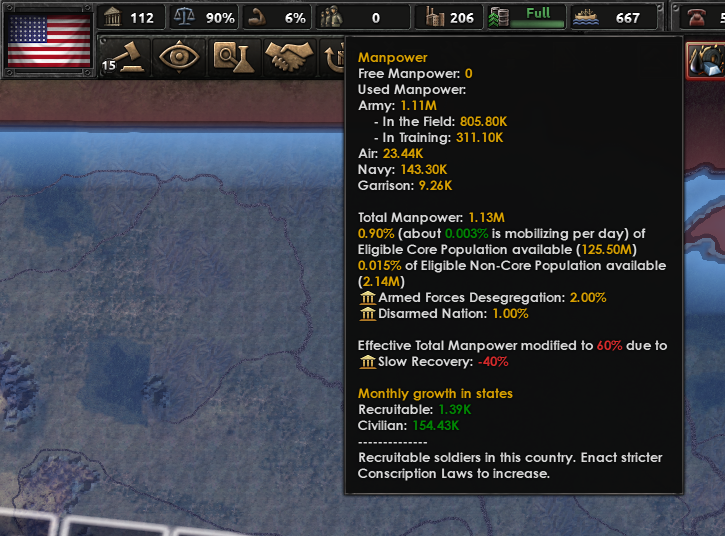 112 90% 6% 0 206 Full 667
15
Manpower
Free Manpower: 0
Used Manpower:
Army: 1.11M
- In the Field: 805.80K
- In Training: 311.10K
Air: 23.44K
Navy: 143.30K
Garrison: 9.26K
Total Manpower: 1.13M
0.90% (about 0.003% is mobilizing per day) of
Eligible Core Population available (125.50M)
0.015% of Eligible Non-Core Population available
(2.14M)
Armed Forces Desegregation: 2.00%
Disarmed Nation: 1.00%
Effective Total Manpower modified to 60% due to
Slow Recovery: -40%
Monthly growth in states
Recruitable: 1.39K
Civilian: 154.43K
--------------
Recruitable soldiers in this country. Enact stricter
Conscription Laws to increase.